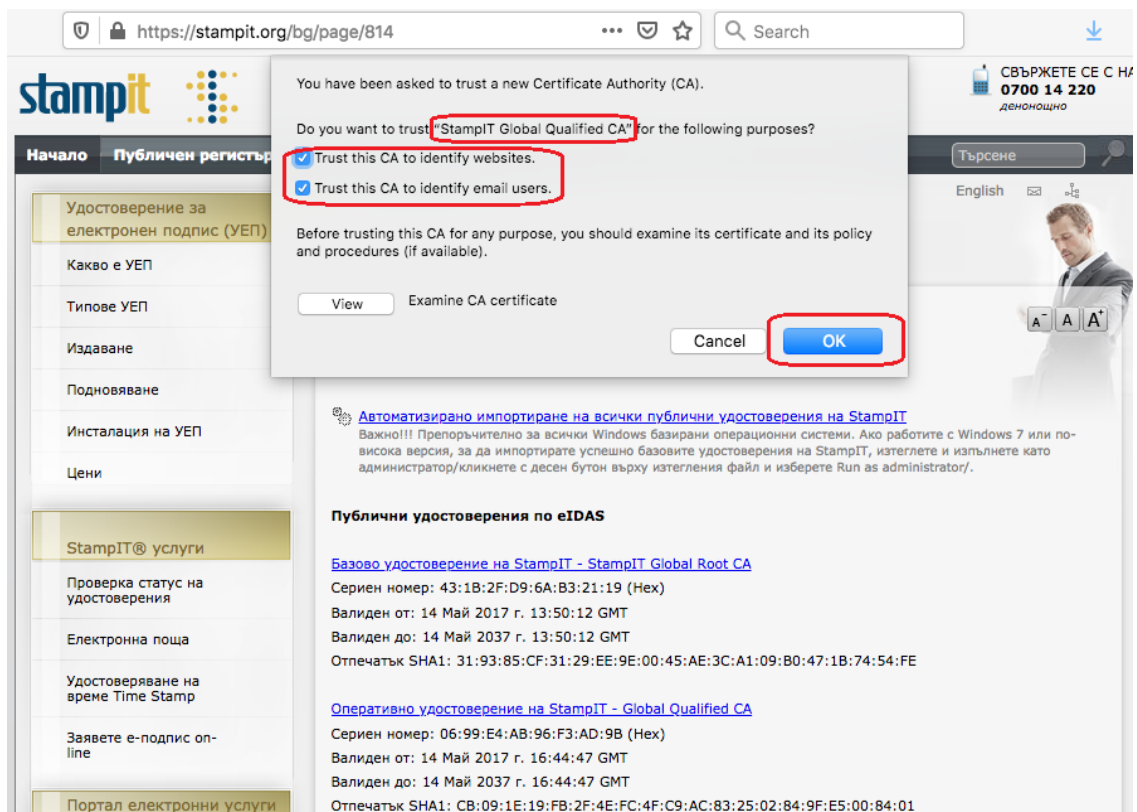 https://stampit.org/bg/page/814
Search
stampit
You have been asked to trust a new Certificate Authority (CA).
Do you want to trust "StampIT Global Qualified CA" for the following purposes?
Trust this CA to identify websites.
Trust this CA to identify email users.
Before trusting this CA for any purpose, you should examine its certificate and its policy
and procedures (if available).
View
Examine CA certificate
Cancel
OK
СВЪРЖЕТЕ СЕ С НА
0700 14 220
денонощно
Начало
Публичен регистър
Търсене
English
Удостоверение за
електронен подпис (УЕП)
Какво е УЕП
Типове УЕП
Издаване
Подновяване
Инсталация на УЕП
Цени
A- A A+
Автоматизирано импортиране на всички публични удостоверения на StampIT
Важно!!! Препоръчително за всички Windows базирани операционни системи. Ако работите с Windows 7 или по-
висока версия, за да импортирате успешно базовите удостоверения на StampIT, изтеглете и изпълнете като
администратор/кликнете с десен бутон върху изтегления файл и изберете Run as administrator/.
Публични удостоверения по eIDAS
Базово удостоверение на StampIT - StampIT Global Root CA
Сериен номер: 43:1B:2F:D9:6A:B3:21:19 (Hex)
Валиден от: 14 Май 2017 г. 13:50:12 GMT
Валиден до: 14 Май 2037 г. 13:50:12 GMT
Отпечатък SHA1: 31:93:85:CF:31:29:EE:9E:00:45:AE:3C:A1:09:B0:47:1B:74:54:FE
Оперативно удостоверение на StampIT - Global Qualified CA
Сериен номер: 06:99:E4:AB:96:F3:AD:9B (Hex)
Валиден от: 14 Май 2017 г. 16:44:47 GMT
Валиден до: 14 Май 2037 г. 16:44:47 GMT
Отпечатък SHA1: CB:09:1E:19:FB:2F:4E:FC:4F:C9:AC:83:25:02:84:9F:E5:00:84:01
StampIT® услуги
Проверка статус на
удостоверения
Електронна поща
Удостоверяване на
време Time Stamp
Заявете е-подпис on-
line
Портал електронни услуги